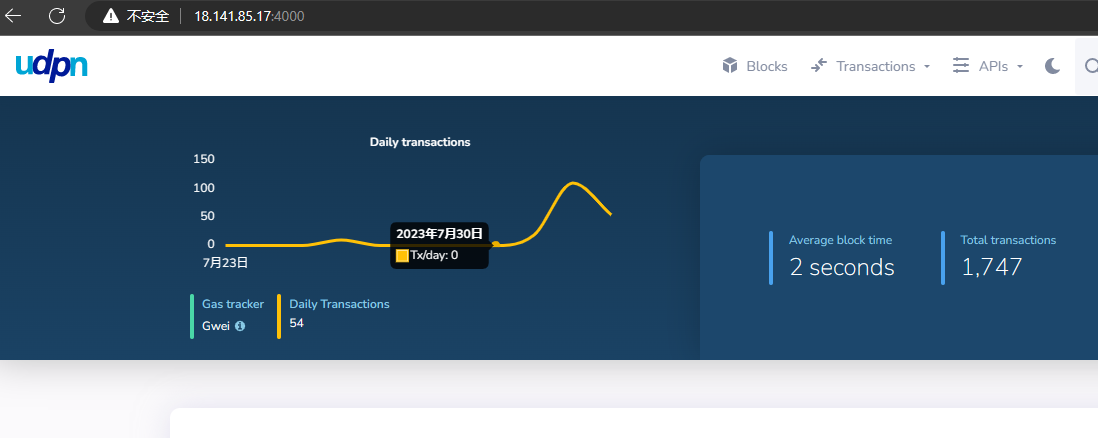 不安全 18.141.85.17:4000
udpn Blocks Transactions APIs
Daily transactions
150
100
50
0
7月23日
2023年7月30日
Tx/day: 0
Gas tracker
Gwei
Daily Transactions
54
Average block time
2 seconds
Total transactions
1,747